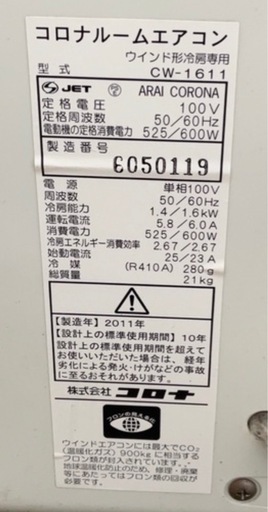 コロナルームエアコン
ウインド形冷房専用
型式 CW-1611
JET ARAI CORONA
定格電圧 100V
定格周波数 50/60Hz
電動機の定格消費電力 525/600W
製造番号
6050119
電源 単相100V
周波数 50/60Hz
冷房能力 1.4/1.6kW
運転電流 5.8/6.0A
消費電力 525/600W
冷房エネルギー消費効率 2.67/2.67
始動電流 25/23A
冷媒 (R410A) 280g
総質量 21kg
【製造年】2011年
【設計上の標準使用期間】10年
設計上の標準使用期間を超えて
お使いいただいた場合は、経年
劣化による発火・けがなどの事故
に至るおそれがあります。
株式会社コロナ
フロンの見える化
ウインドエアコンには最大でCO₂
(温暖化ガス) 900kgに相当する
フロン類が封入されています。
地球温暖化防止のため、修理・廃棄
等にあたってはフロン類の回収が
必要です。